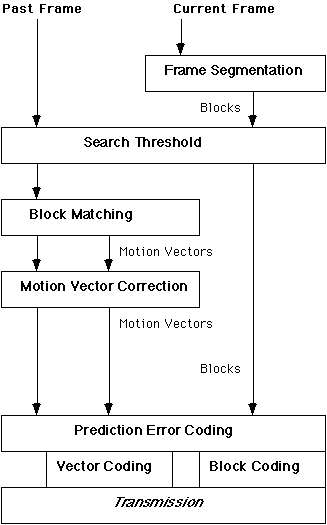 Past Frame
Current Frame
Frame Segmentation
Blocks
Search Threshold
Block Matching
Motion Vectors
Motion Vector Correction
Motion Vectors
Blocks
Prediction Error Coding
Vector Coding
Block Coding
Transmission